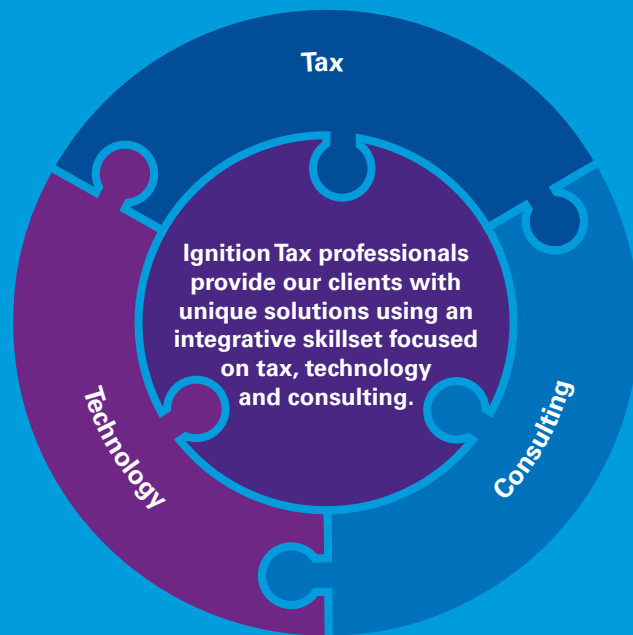 Tax
Ignition Tax professionals
provide our clients with
unique solutions using an
integrative skillset focused
on tax, technology
and consulting.
Technology
Consulting